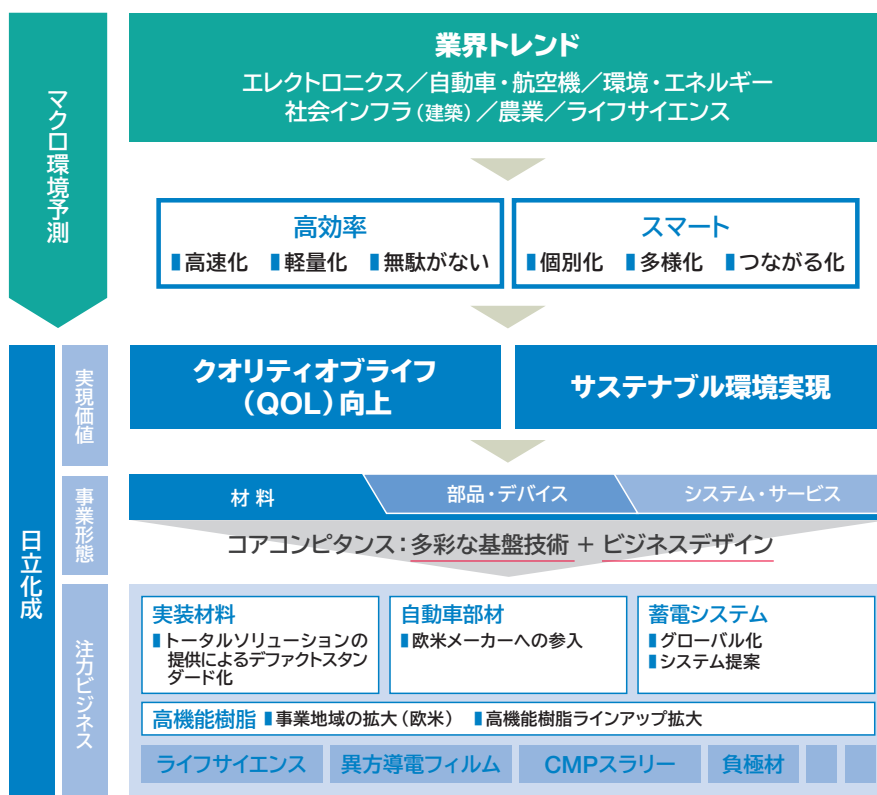 マクロ環境予測
業界トレンド
エレクトロニクス／自動車・航空機／環境・エネルギー
社会インフラ（建築）／農業／ライフサイエンス
高効率
高速化 軽量化 無駄がない
スマート
個別化 多様化 つながる化
日立化成
実現価値
クオリティオブライフ
（QOL）向上
サステナブル環境実現
事業形態
材料
部品・デバイス
システム・サービス
コアコンピタンス：多彩な基盤技術 + ビジネスデザイン
注力ビジネス
実装材料
トータルソリューションの
提供によるデファクトスタン
ダード化
自動車部材
欧米メーカーへの参入
蓄電システム
グローバル化
システム提案
高機能樹脂 事業地域の拡大（欧米） 高機能樹脂ラインアップ拡大
ライフサイエンス
異方導電フィルム
CMPスラリー
負極材